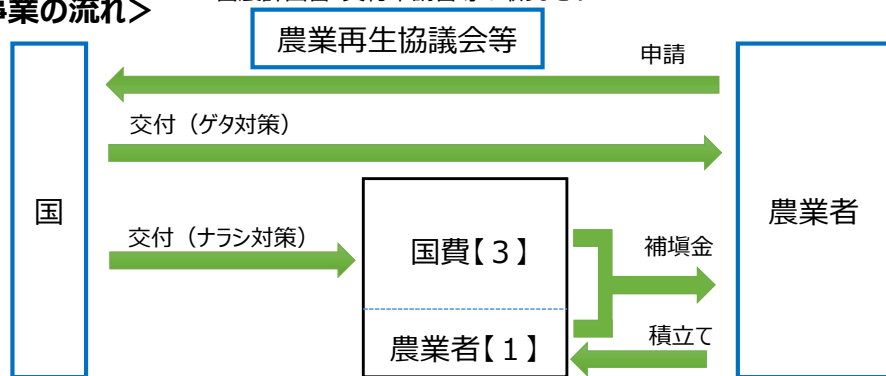 事業の流れ>
農業再生協議会等
申請
交付（ゲタ対策）
国
農業者
交付（ナラシ対策）
国費【３】
補塡金
農業者【１】
積立て